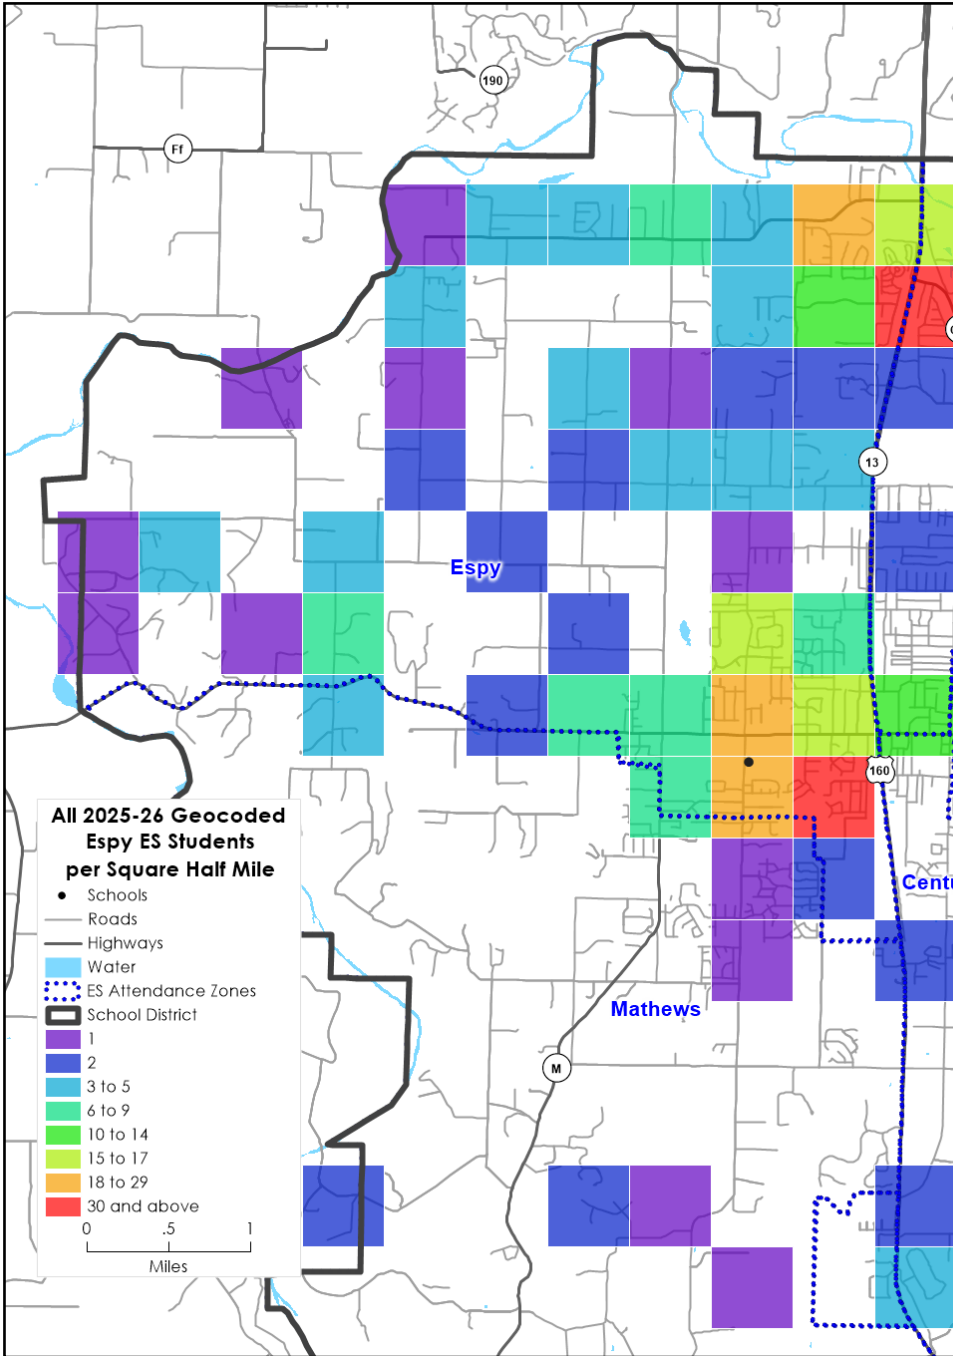 190
Ff
13
Espy
160
All 2025-26 Geocoded
Espy ES Students
per Square Half Mile
Schools
Roads
Highways
Water
ES Attendance Zones
School District
1
2
3 to 5
6 to 9
10 to 14
15 to 17
18 to 29
30 and above
0 .5 1
Miles
Centu
Mathews
M